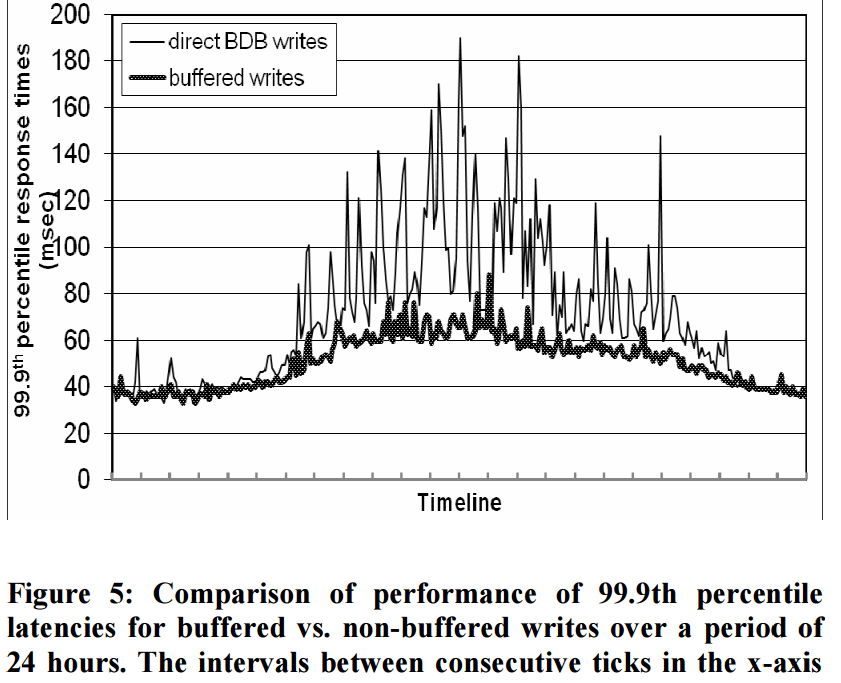 200
180
160
140
120
100
80
60
40
20
0
99.9th percentile response times
(msec)
direct BDB writes
buffered writes
Timeline
Figure 5: Comparison of performance of 99.9th percentile
latencies for buffered vs. non-buffered writes over a period of
24 hours. The intervals between consecutive ticks in the x-axis